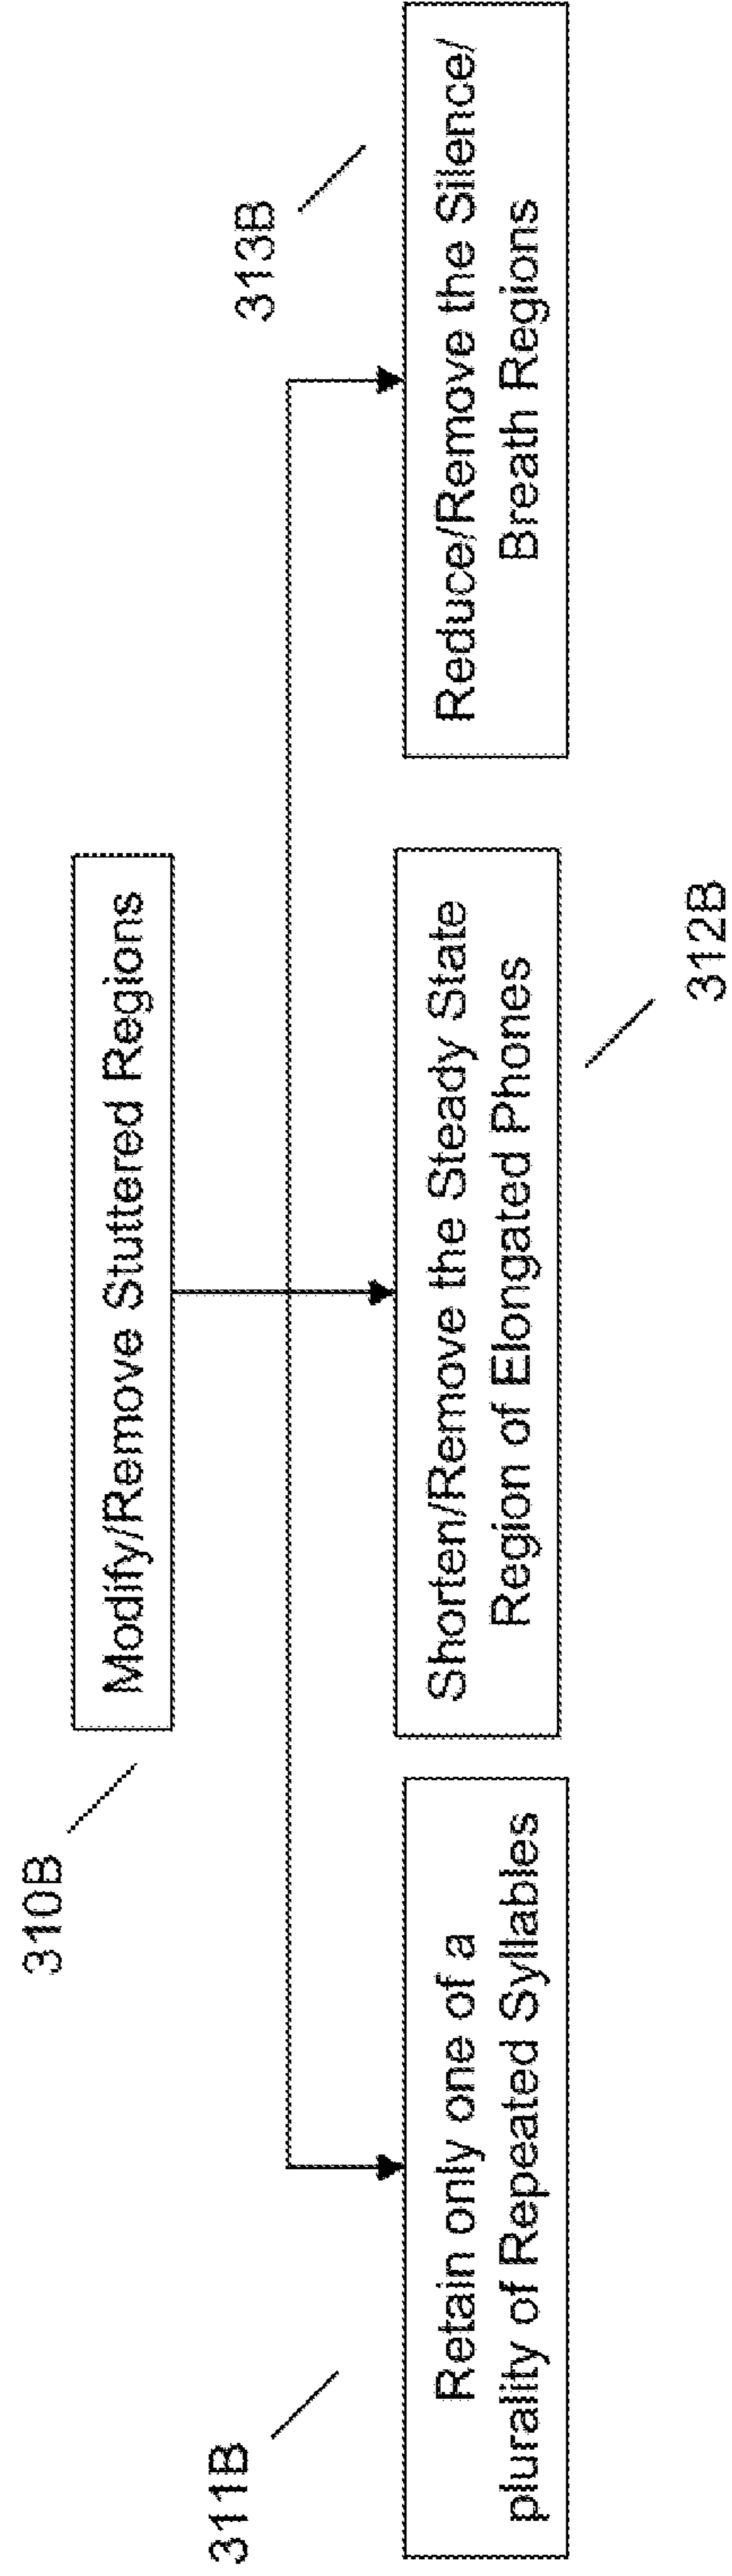 310B
Modify/Remove Stuttered Regions
311B
Retain only one of a
plurality of Repeated Syllables
Shorten/Remove the Steady State
Region of Elongated Phones
312B
313B
Reduce/Remove the Silence/
Breath Regions